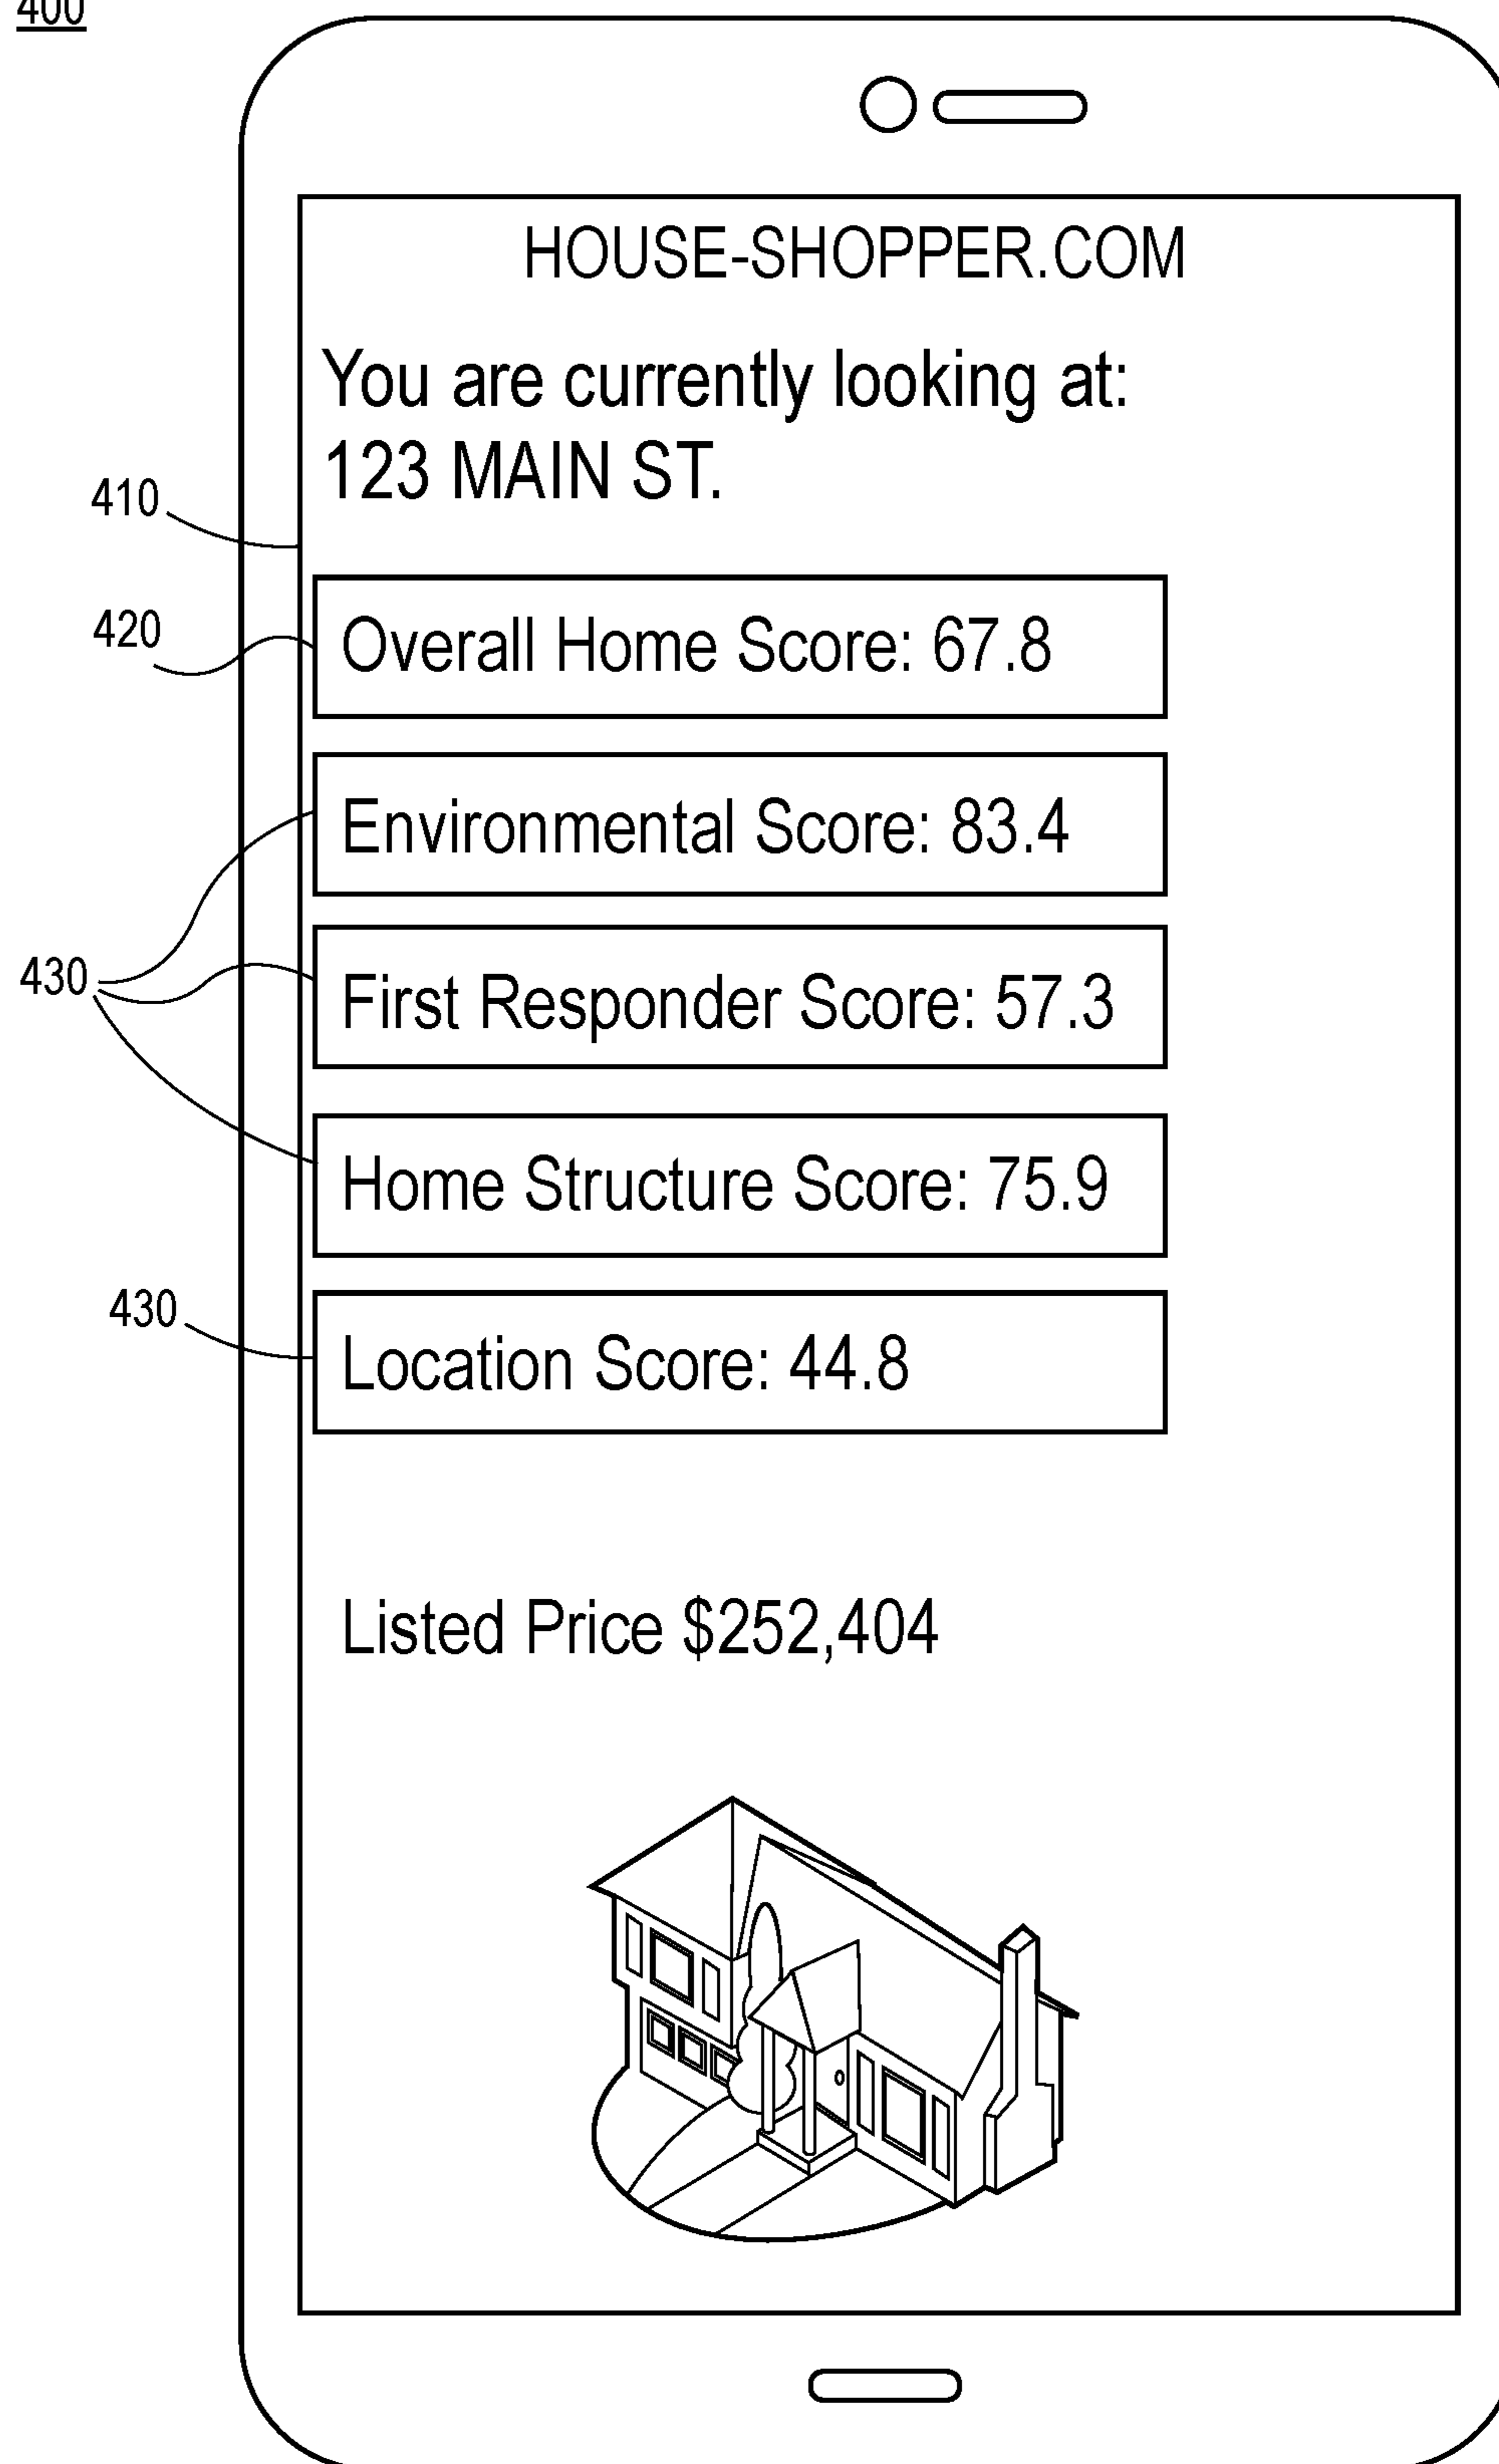 400
HOUSE-SHOPPER.COM
You are currently looking at:
123 MAIN ST.
410
420
Overall Home Score: 67.8
Environmental Score: 83.4
430
First Responder Score: 57.3
Home Structure Score: 75.9
430
Location Score: 44.8
Listed Price $252,404